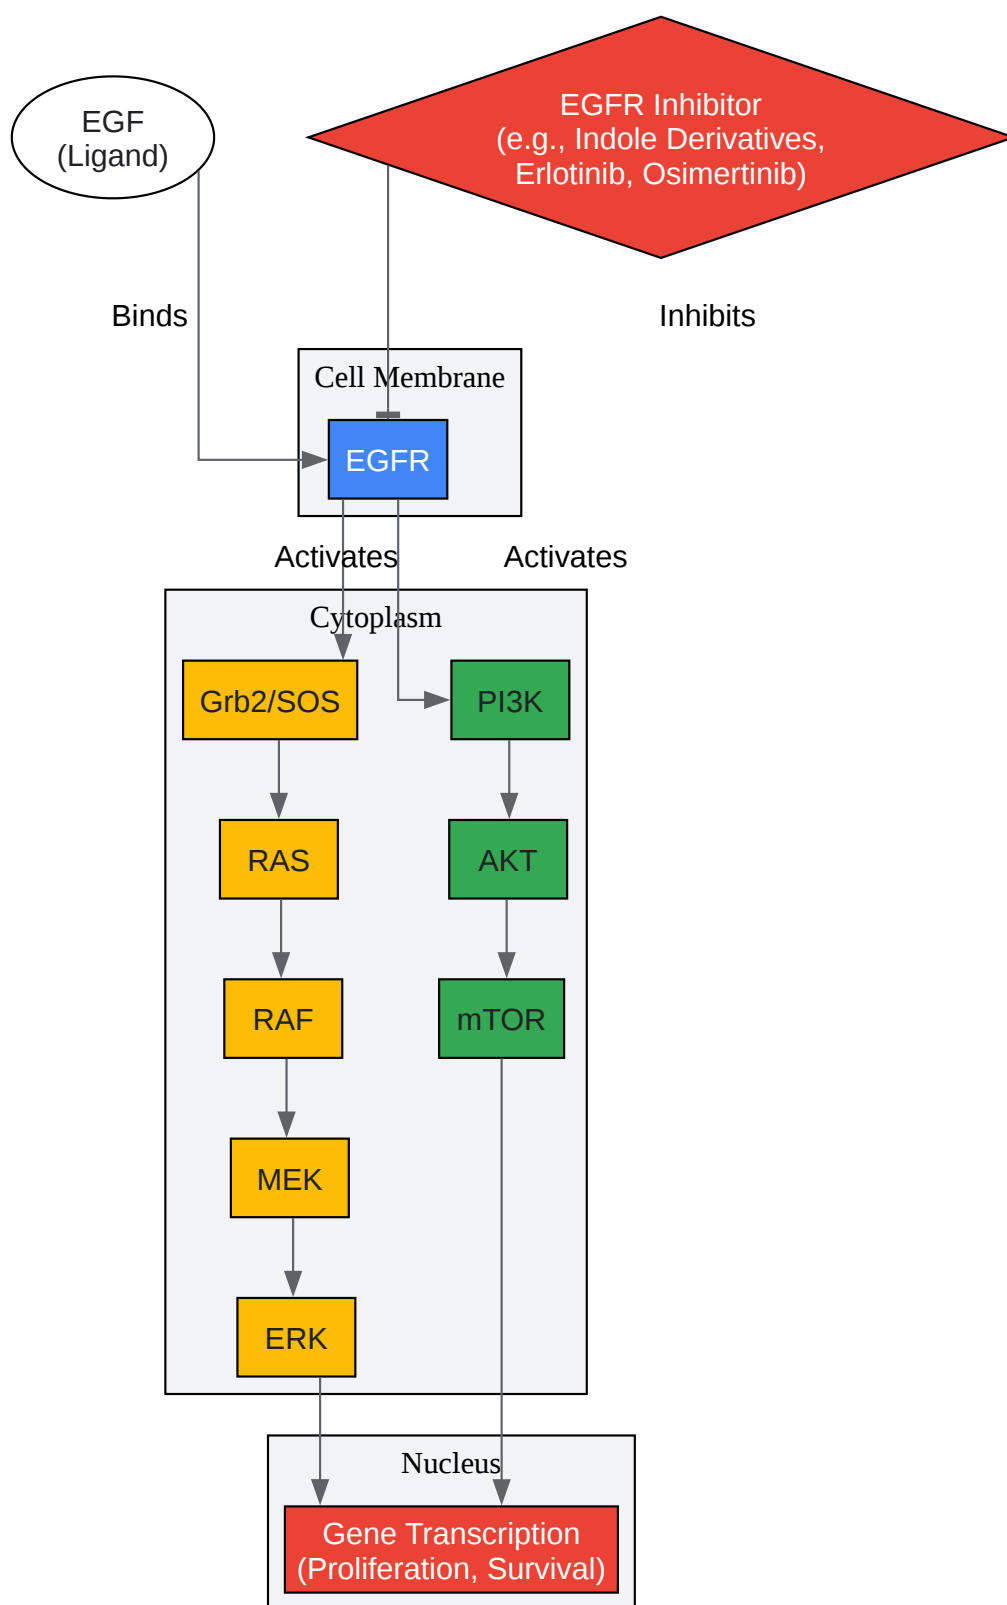 EGF
(Ligand)
EGFR Inhibitor
(e.g., Indole Derivatives,
Erlotinib, Osimertinib)
Binds
Inhibits
Cell Membrane
EGFR
Activates
Activates
Cytoplasm
Grb2/SOS
PI3K
RAS
AKT
RAF
mTOR
MEK
ERK
Nucleus
Gene Transcription
(Proliferation, Survival)